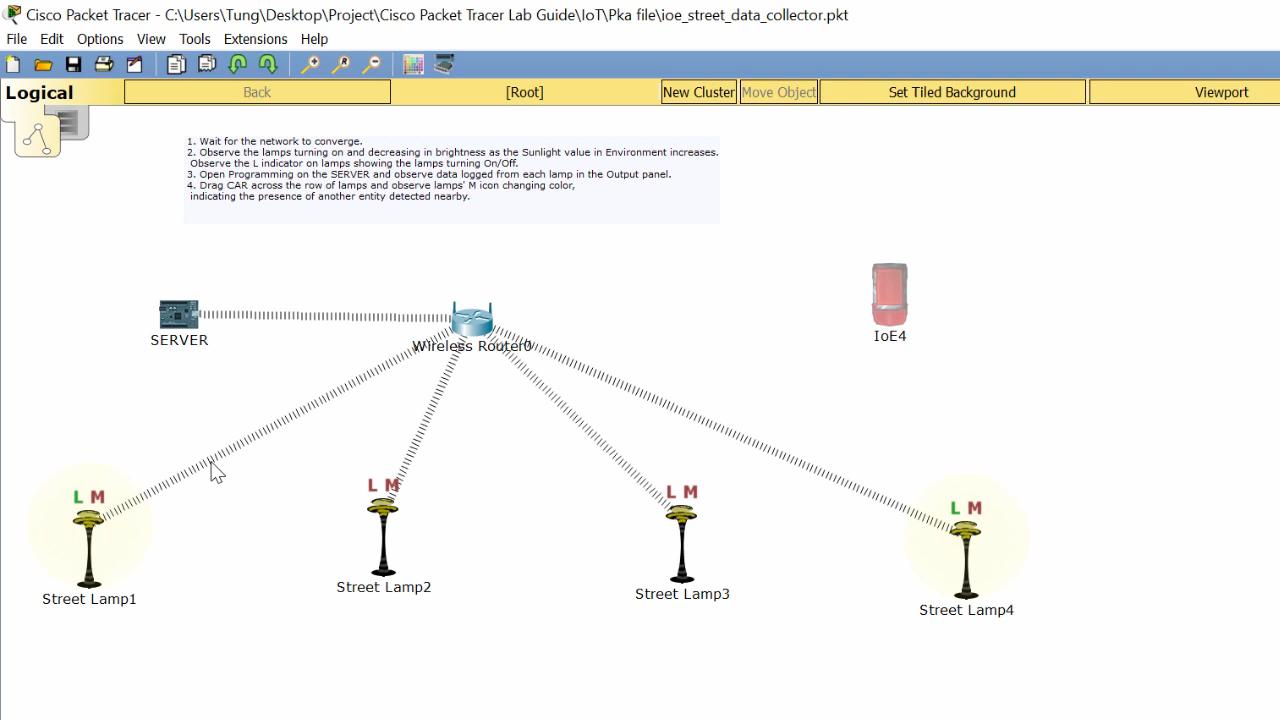 Cisco Packet Tracer - C:\Users\Tung\Desktop\Project\Cisco Packet Tracer Lab Guide\IoT\Pka file\ioe_street_data_collector.pkt
File Edit Options View Tools Extensions Help
Logical Back [Root] New Cluster Move Object Set Tiled Background Viewport
1. Wait for the network to converge.
2. Observe the lamps turning on and decreasing in brightness as the Sunlight value in Environment increases.
Observe the L indicator on lamps showing the lamps turning On/Off.
3. Open Programming on the SERVER and observe data logged from each lamp in the Output panel.
4. Drag CAR across the row of lamps and observe lamps' M icon changing color,
indicating the presence of another entity detected nearby.
SERVER
Wireless Router0
IoE4
L M
L M
L M
L M
Street Lamp1
Street Lamp2
Street Lamp3
Street Lamp4